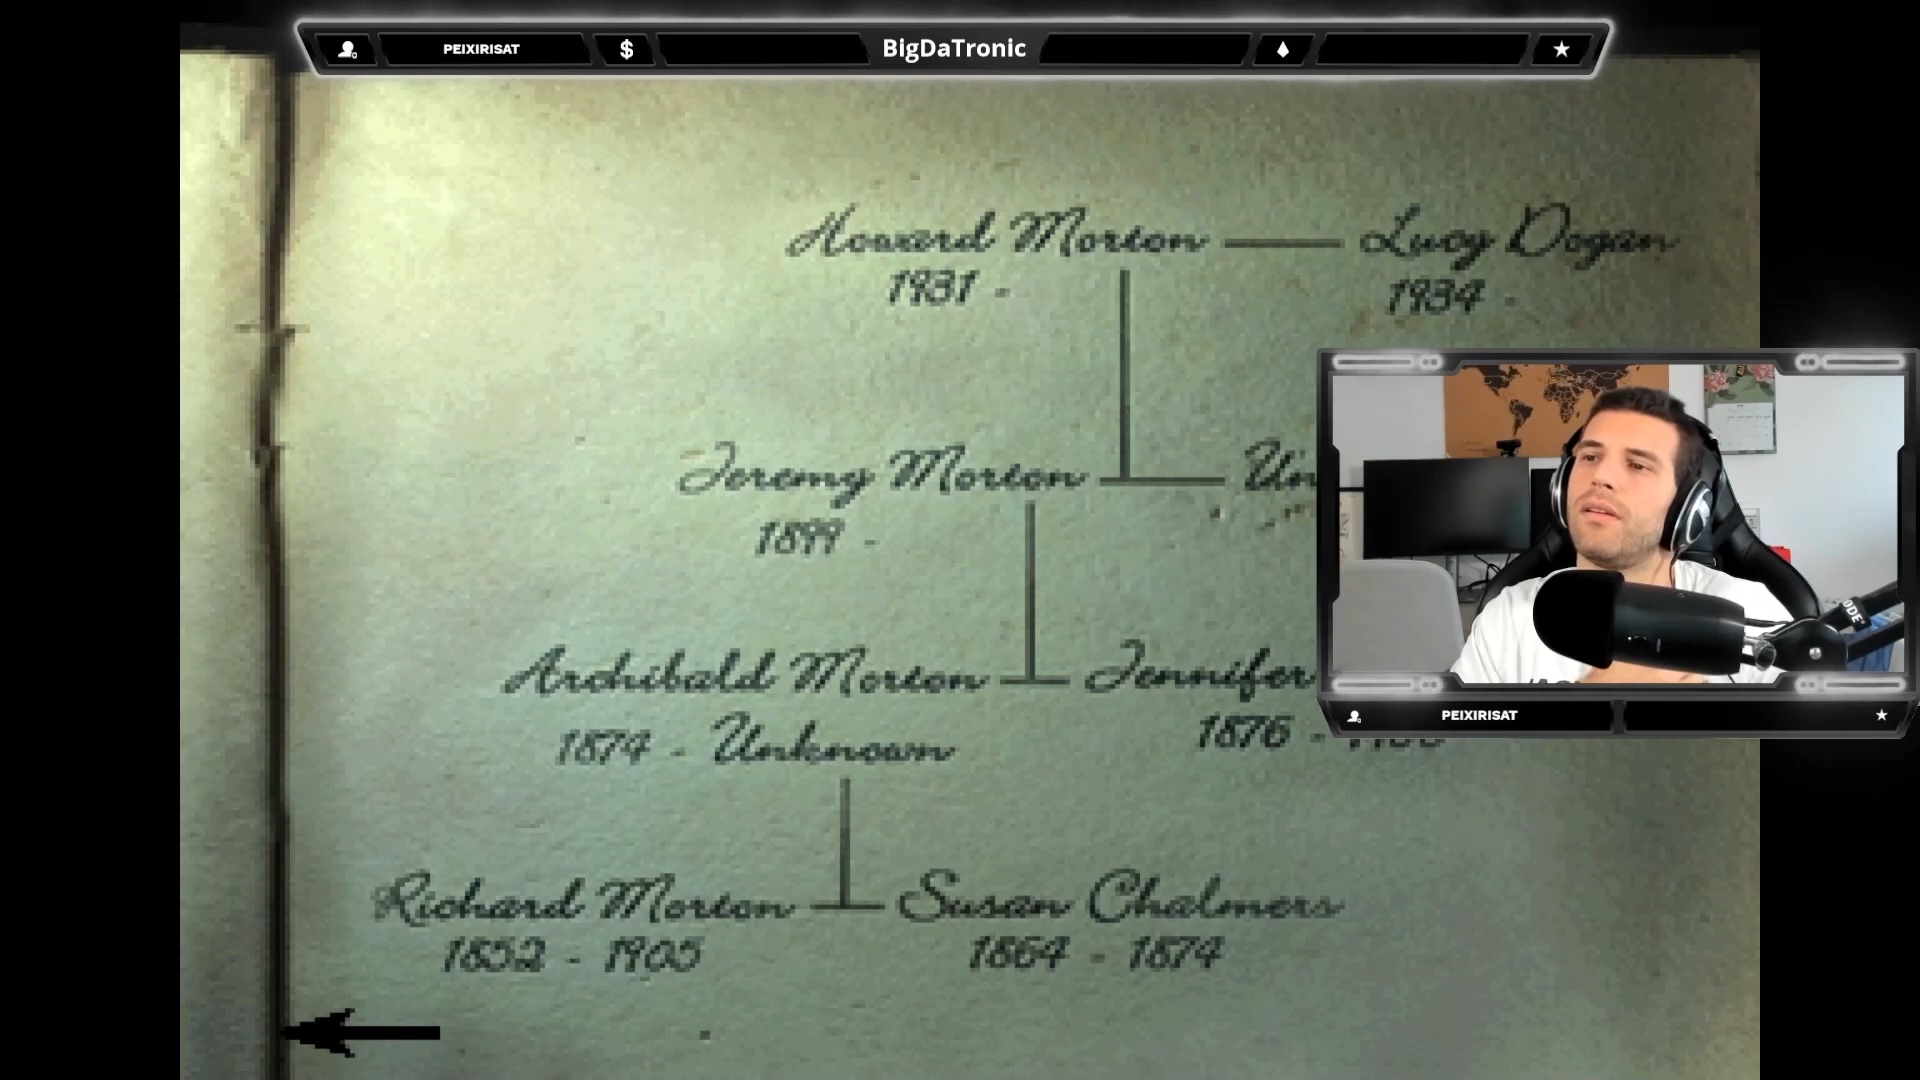 PEIXIRISAT
BigDaTronic
Howard Morton
Lucy Dogan
1931 -
1934 -
Jeremy Morton
1899 -
Archibald Morton
Jennifer
1874 - Unknown
1876 -
Richard Morton
Susan Chalmers
1852 - 1905
1864 - 1874
PEIXIRISAT